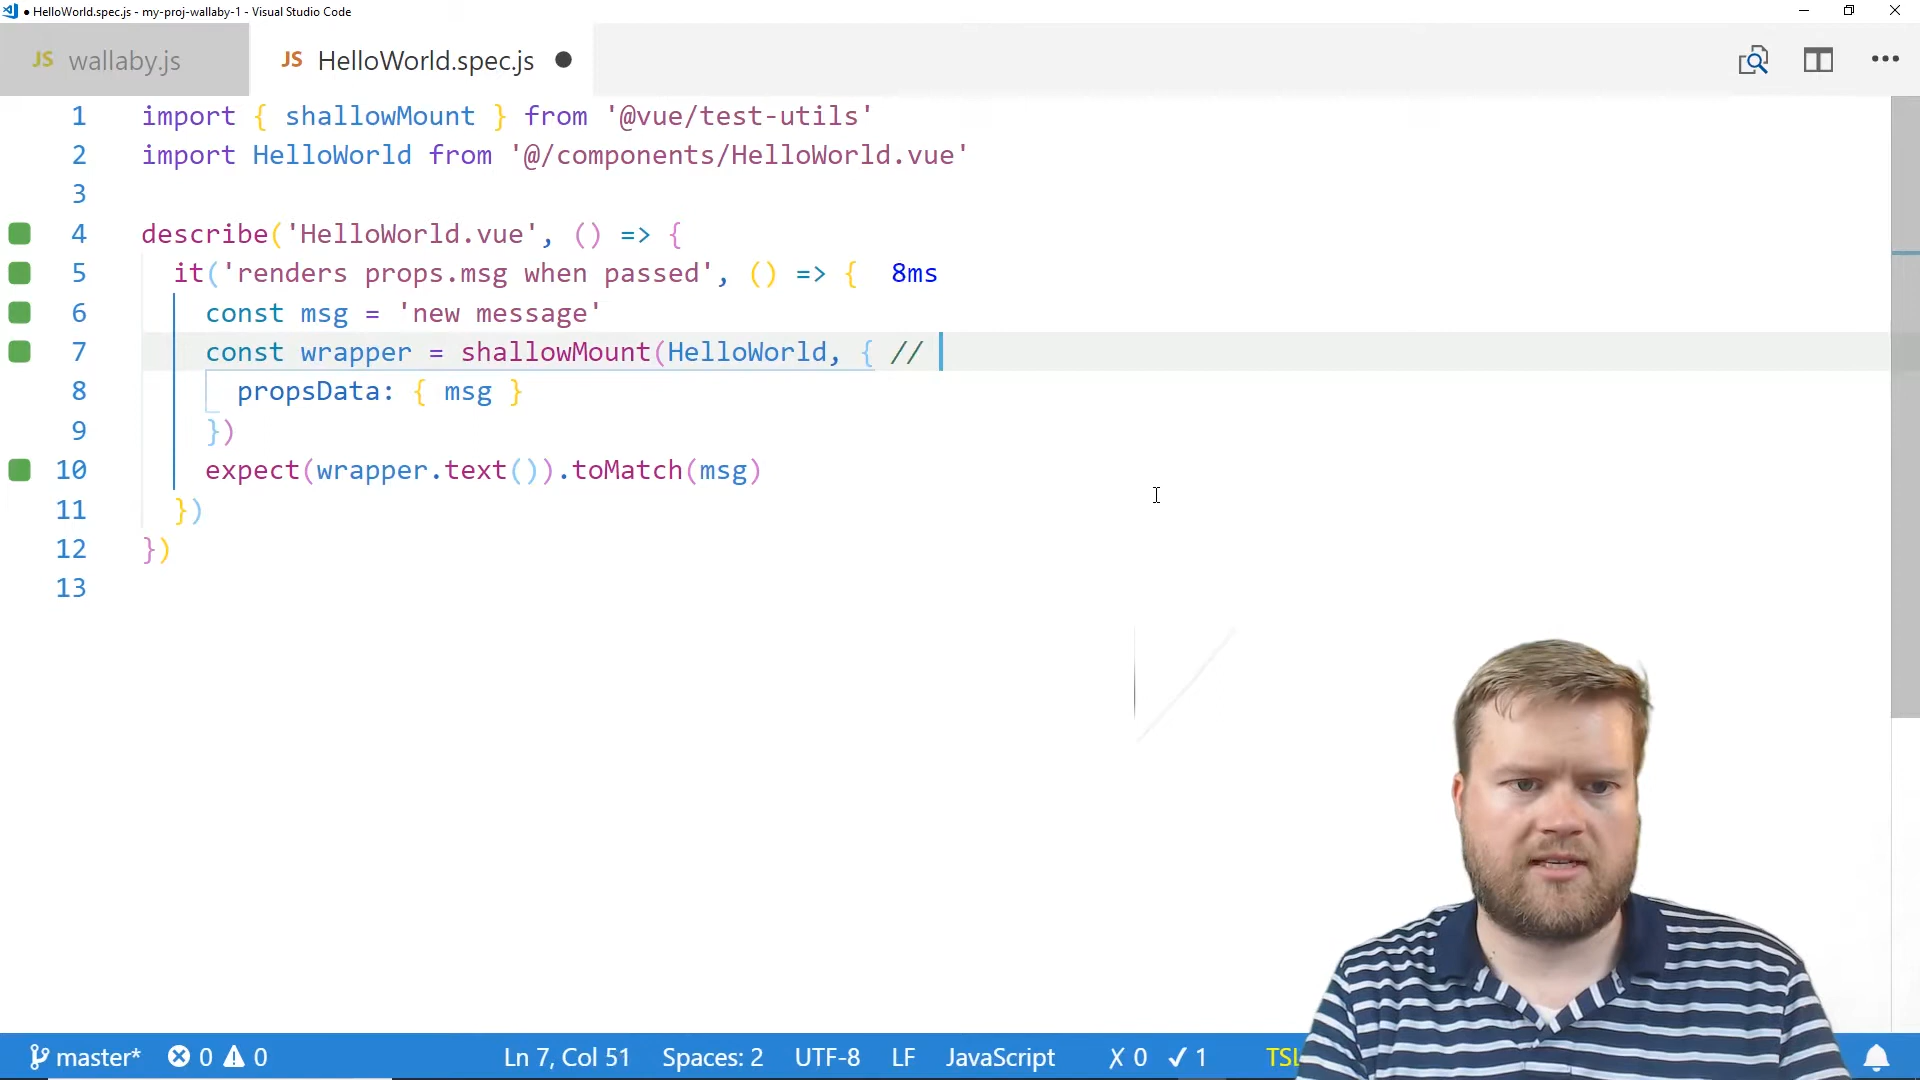 ● HelloWorld.spec.js - my-proj-wallaby-1 - Visual Studio Code
JS wallaby.js JS HelloWorld.spec.js ●
1 import { shallowMount } from '@vue/test-utils'
2 import HelloWorld from '@/components/HelloWorld.vue'
3
4 describe('HelloWorld.vue', () => {
5 it('renders props.msg when passed', () => { 8ms
6 const msg = 'new message'
7 const wrapper = shallowMount(HelloWorld, { //
8 propsData: { msg }
9 })
10 expect(wrapper.text()).toMatch(msg)
11 })
12 })
13
master* 0 0 Ln 7, Col 51 Spaces: 2 UTF-8 LF JavaScript ✗ 0 ✓ 1 TSL